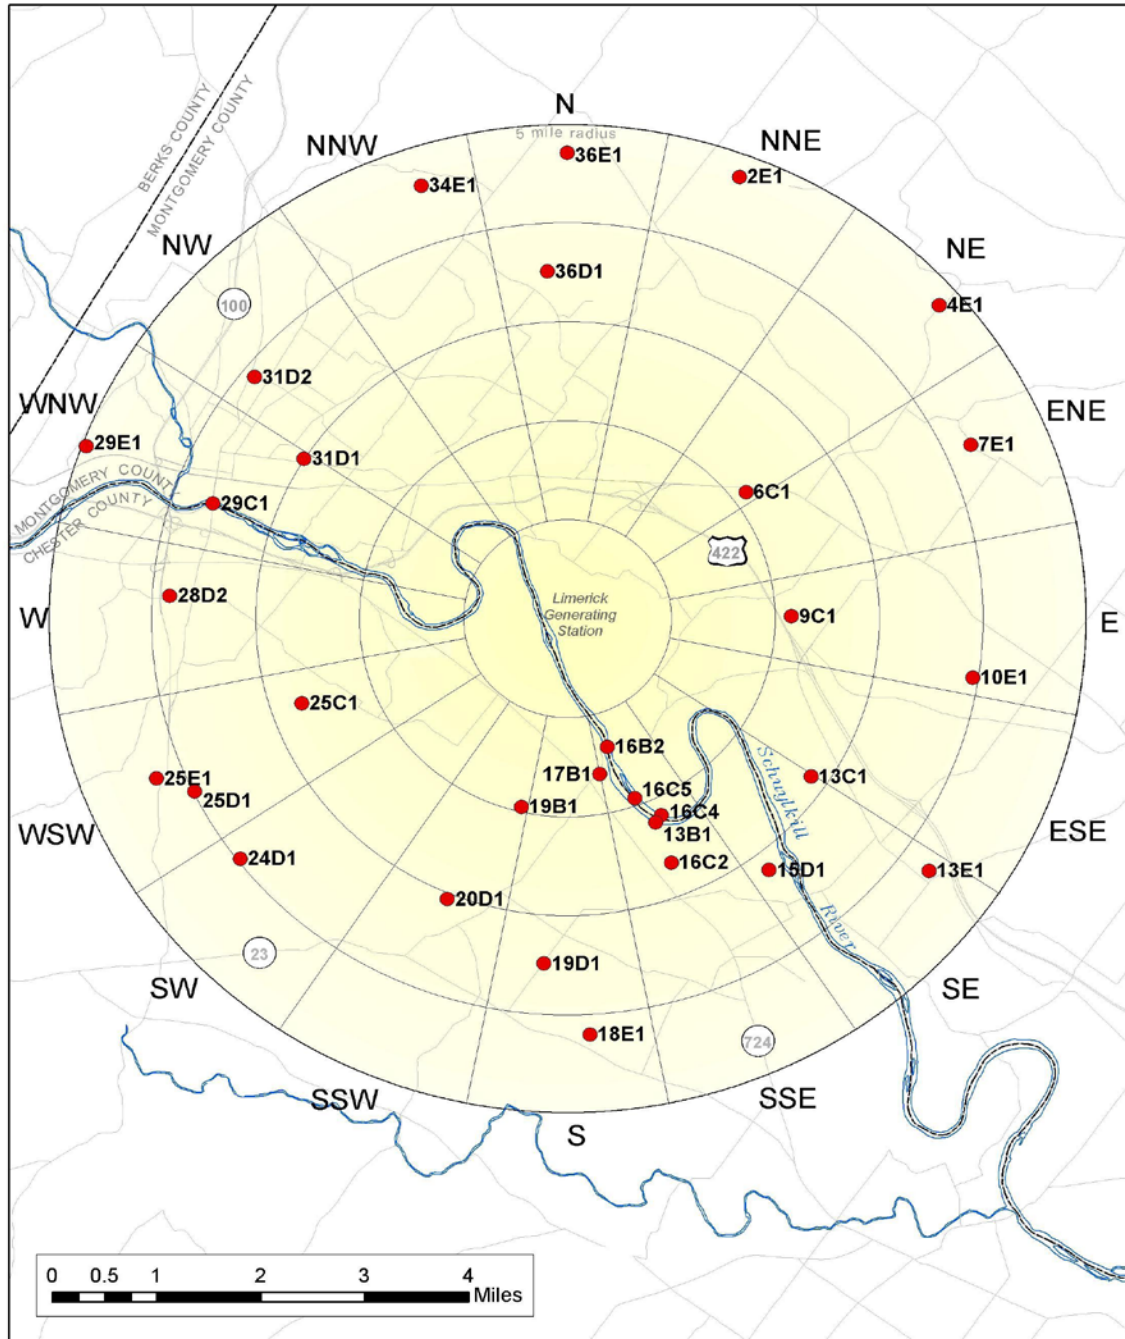 N
5 mile radius
NNW
NNE
36E1
34E1
2E1
BERKS COUNTY
MONTGOMERY COUNTY
NW
NE
36D1
100
4E1
31D2
WNW
ENE
29E1
7E1
31D1
MONTGOMERY COUNTY
29C1
6C1
CHESTER COUNTY
422
28D2
Limerick
Generating
Station
W
9C1
E
10E1
25C1
16B2
17B1
25E1
13C1
25D1
16C5
19B1
16C4
Schuylkill
River
WSW
13B1
ESE
24D1
16C2
15D1
13E1
20D1
23
19D1
SW
SE
18E1
724
SSW
SSE
S
0 0.5 1 2 3 4
Miles